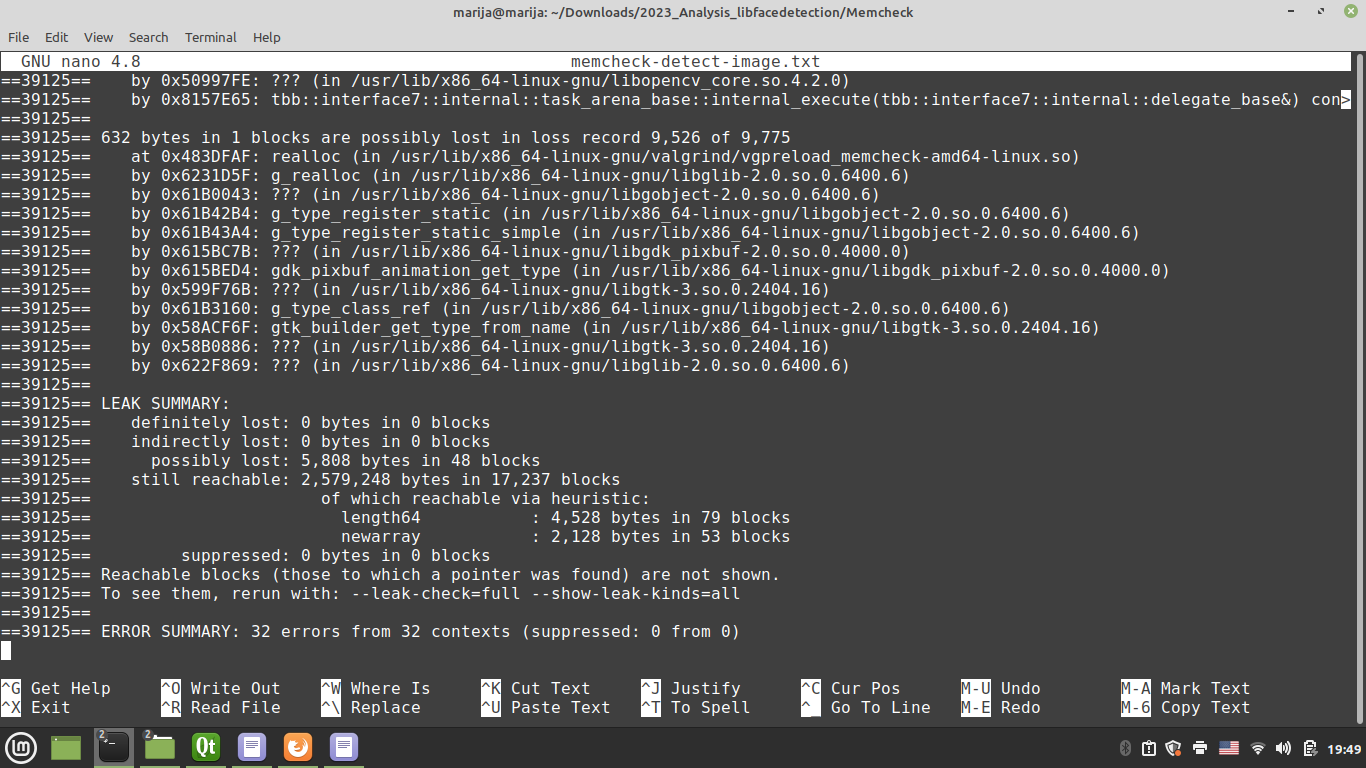 marija@marija: ~/Downloads/2023_Analysis_libfacedetection/Memcheck
File Edit View Search Terminal Help
GNU nano 4.8 memcheck-detect-image.txt
==39125== by 0x50997FE: ??? (in /usr/lib/x86_64-linux-gnu/libopencv_core.so.4.2.0)
==39125== by 0x8157E65: tbb::interface7::internal::task_arena_base::internal_execute(tbb::interface7::internal::delegate_base&) con>
==39125==
==39125== 632 bytes in 1 blocks are possibly lost in loss record 9,526 of 9,775
==39125== at 0x483DFAF: realloc (in /usr/lib/x86_64-linux-gnu/valgrind/vgpreload_memcheck-amd64-linux.so)
==39125== by 0x6231D5F: g_realloc (in /usr/lib/x86_64-linux-gnu/libglib-2.0.so.0.6400.6)
==39125== by 0x61B0043: ??? (in /usr/lib/x86_64-linux-gnu/libgobject-2.0.so.0.6400.6)
==39125== by 0x61B42B4: g_type_register_static (in /usr/lib/x86_64-linux-gnu/libgobject-2.0.so.0.6400.6)
==39125== by 0x61B43A4: g_type_register_static_simple (in /usr/lib/x86_64-linux-gnu/libgobject-2.0.so.0.6400.6)
==39125== by 0x615BC7B: ??? (in /usr/lib/x86_64-linux-gnu/libgdk_pixbuf-2.0.so.0.4000.0)
==39125== by 0x615BED4: gdk_pixbuf_animation_get_type (in /usr/lib/x86_64-linux-gnu/libgdk_pixbuf-2.0.so.0.4000.0)
==39125== by 0x599F76B: ??? (in /usr/lib/x86_64-linux-gnu/libgtk-3.so.0.2404.16)
==39125== by 0x61B3160: g_type_class_ref (in /usr/lib/x86_64-linux-gnu/libgobject-2.0.so.0.6400.6)
==39125== by 0x58ACF6F: gtk_builder_get_type_from_name (in /usr/lib/x86_64-linux-gnu/libgtk-3.so.0.2404.16)
==39125== by 0x58B0886: ??? (in /usr/lib/x86_64-linux-gnu/libgtk-3.so.0.2404.16)
==39125== by 0x622F869: ??? (in /usr/lib/x86_64-linux-gnu/libglib-2.0.so.0.6400.6)
==39125==
==39125== LEAK SUMMARY:
==39125== definitely lost: 0 bytes in 0 blocks
==39125== indirectly lost: 0 bytes in 0 blocks
==39125== possibly lost: 5,808 bytes in 48 blocks
==39125== still reachable: 2,579,248 bytes in 17,237 blocks
==39125== of which reachable via heuristic:
==39125== length64 : 4,528 bytes in 79 blocks
==39125== newarray : 2,128 bytes in 53 blocks
==39125== suppressed: 0 bytes in 0 blocks
==39125== Reachable blocks (those to which a pointer was found) are not shown.
==39125== To see them, rerun with: --leak-check=full --show-leak-kinds=all
==39125==
==39125== ERROR SUMMARY: 32 errors from 32 contexts (suppressed: 0 from 0)
^G Get Help ^O Write Out ^W Where Is ^K Cut Text ^J Justify ^C Cur Pos M-U Undo M-A Mark Text
^X Exit ^R Read File ^\ Replace ^U Paste Text ^T To Spell ^_ Go To Line M-E Redo M-6 Copy Text
2 2 Qt 19:49